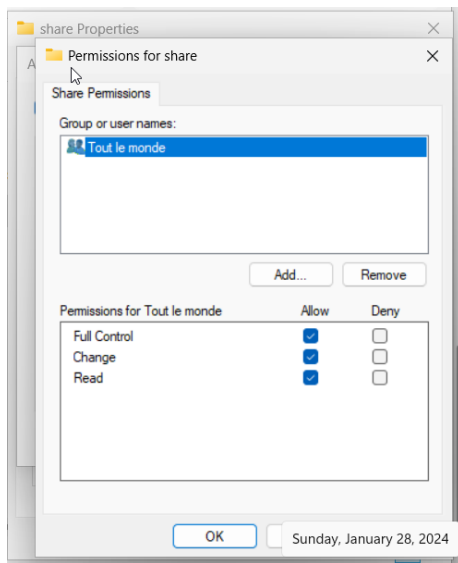 share Properties
Permissions for share
Share Permissions
Group or user names:
Tout le monde
Add...
Remove
Permissions for Tout le monde
Allow
Deny
Full Control
Change
Read
OK
Sunday, January 28, 2024